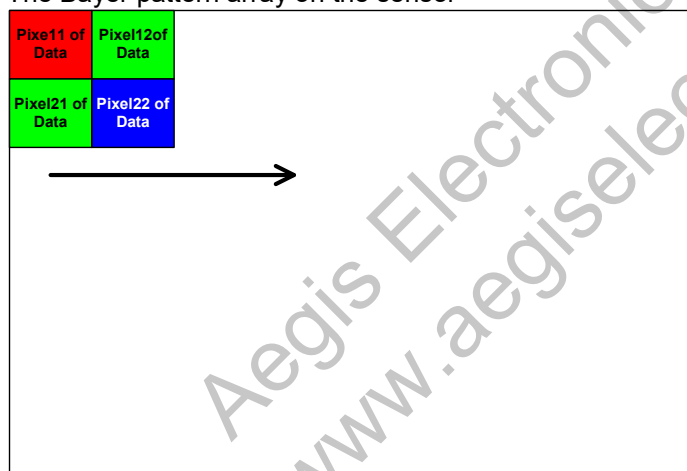 The Bayer pattern array on the sensor
Pixe11 of Data
Pixel12of Data
Pixel21 of Data
Pixel22 of Data
Aegis Electronic
www.aegiselec